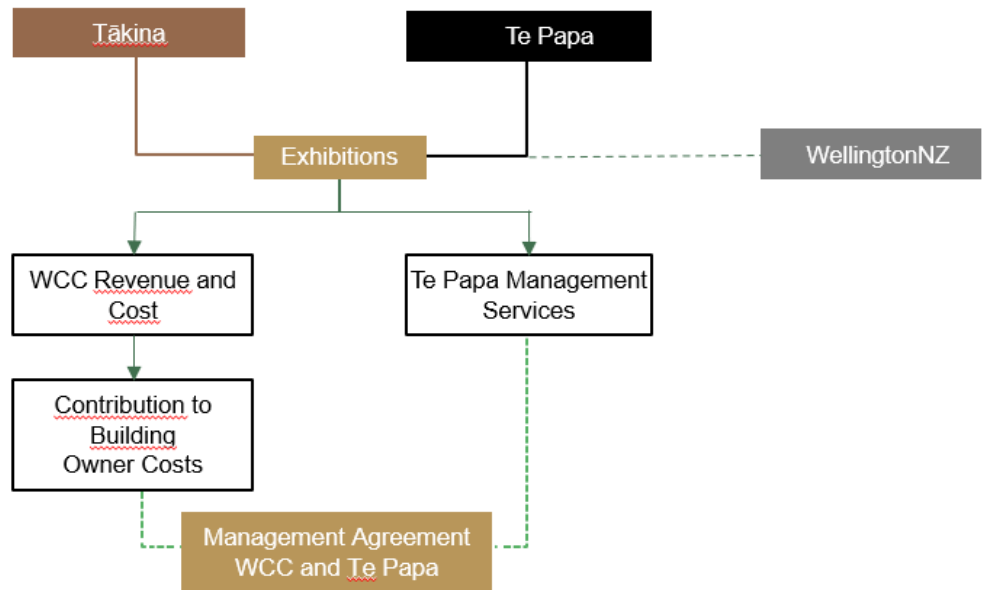 Tākina
Te Papa
Exhibitions
WellingtonNZ
WCC Revenue and
Cost
Te Papa Management
Services
Contribution to
Building
Owner Costs
Management Agreement
WCC and Te Papa